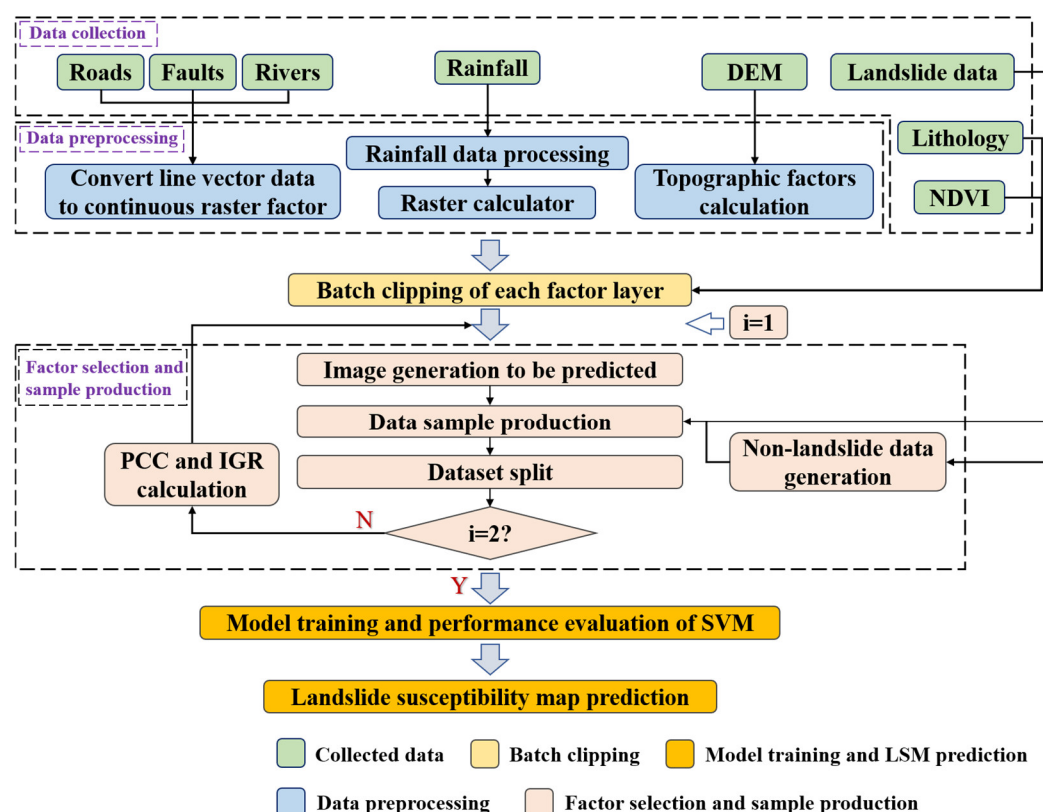 Data collection
Roads
Faults
Rivers
Rainfall
DEM
Landslide data
Data preprocessing
Lithology
Rainfall data processing
Convert line vector data
to continuous raster factor
Topographic factors
calculation
Raster calculator
NDVI
Batch clipping of each factor layer
i=1
Factor selection and
sample production
Image generation to be predicted
Data sample production
PCC and IGR
calculation
Dataset split
Non-landslide data
generation
N
i=2?
Y
Model training and performance evaluation of SVM
Landslide susceptibility map prediction
Collected data
Batch clipping
Model training and LSM prediction
Data preprocessing
Factor selection and sample production